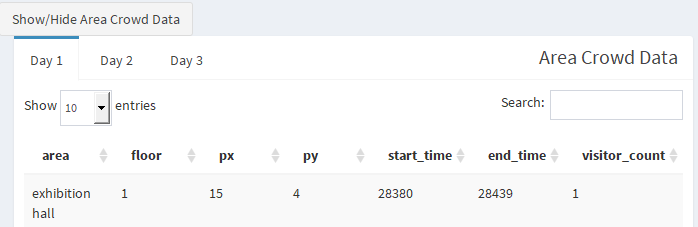 Show/Hide Area Crowd Data
Day 1 Day 2 Day 3 Area Crowd Data
Show 10 entries Search:
area floor px py start_time end_time visitor_count
exhibition 1 15 4 28380 28439 1
hall